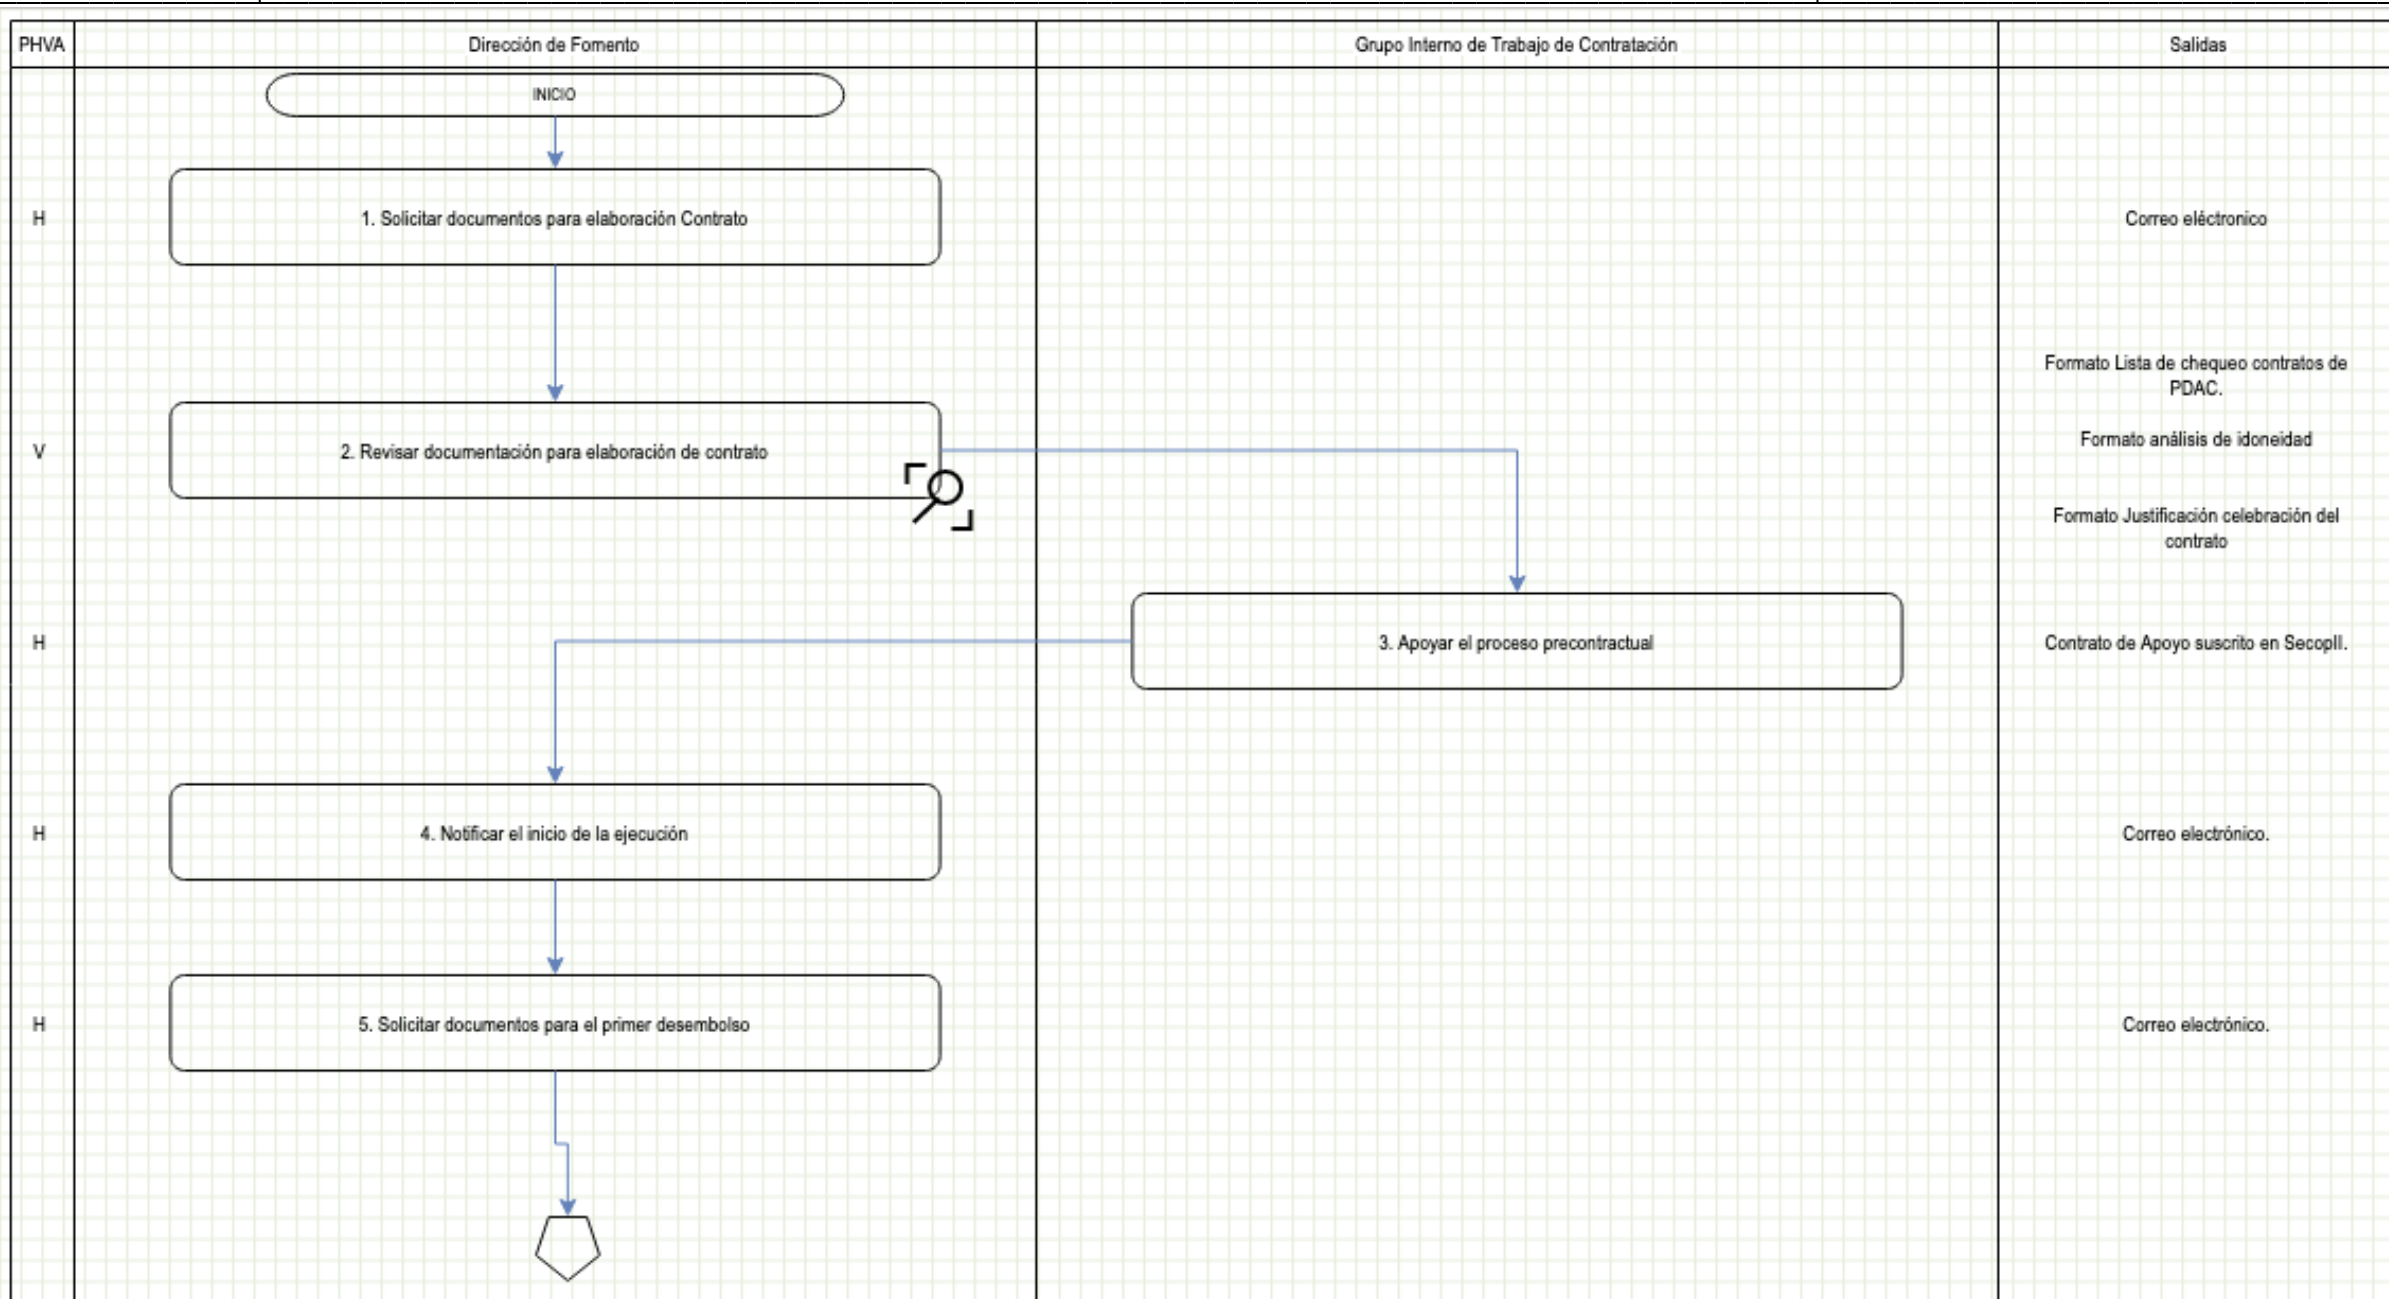 PHVA
Dirección de Fomento
Grupo Interno de Trabajo de Contratación
Salidas
INICIO
H
1. Solicitar documentos para elaboración Contrato
Correo eléctronico
Formato Lista de chequeo contratos de
PDAC.
V
2. Revisar documentación para elaboración de contrato
Formato análisis de idoneidad
Formato Justificación celebración del
contrato
H
3. Apoyar el proceso precontractual
Contrato de Apoyo suscrito en SecopII.
H
4. Notificar el inicio de la ejecución
Correo electrónico.
H
5. Solicitar documentos para el primer desembolso
Correo electrónico.